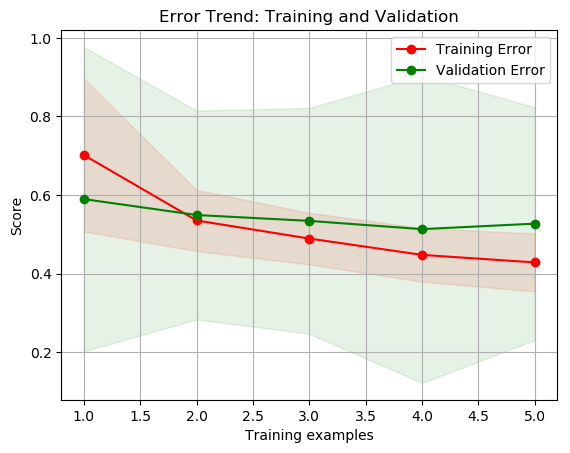 Error Trend: Training and Validation
Training Error
Validation Error
Score
1.0
0.8
0.6
0.4
0.2
1.0 1.5 2.0 2.5 3.0 3.5 4.0 4.5 5.0
Training examples